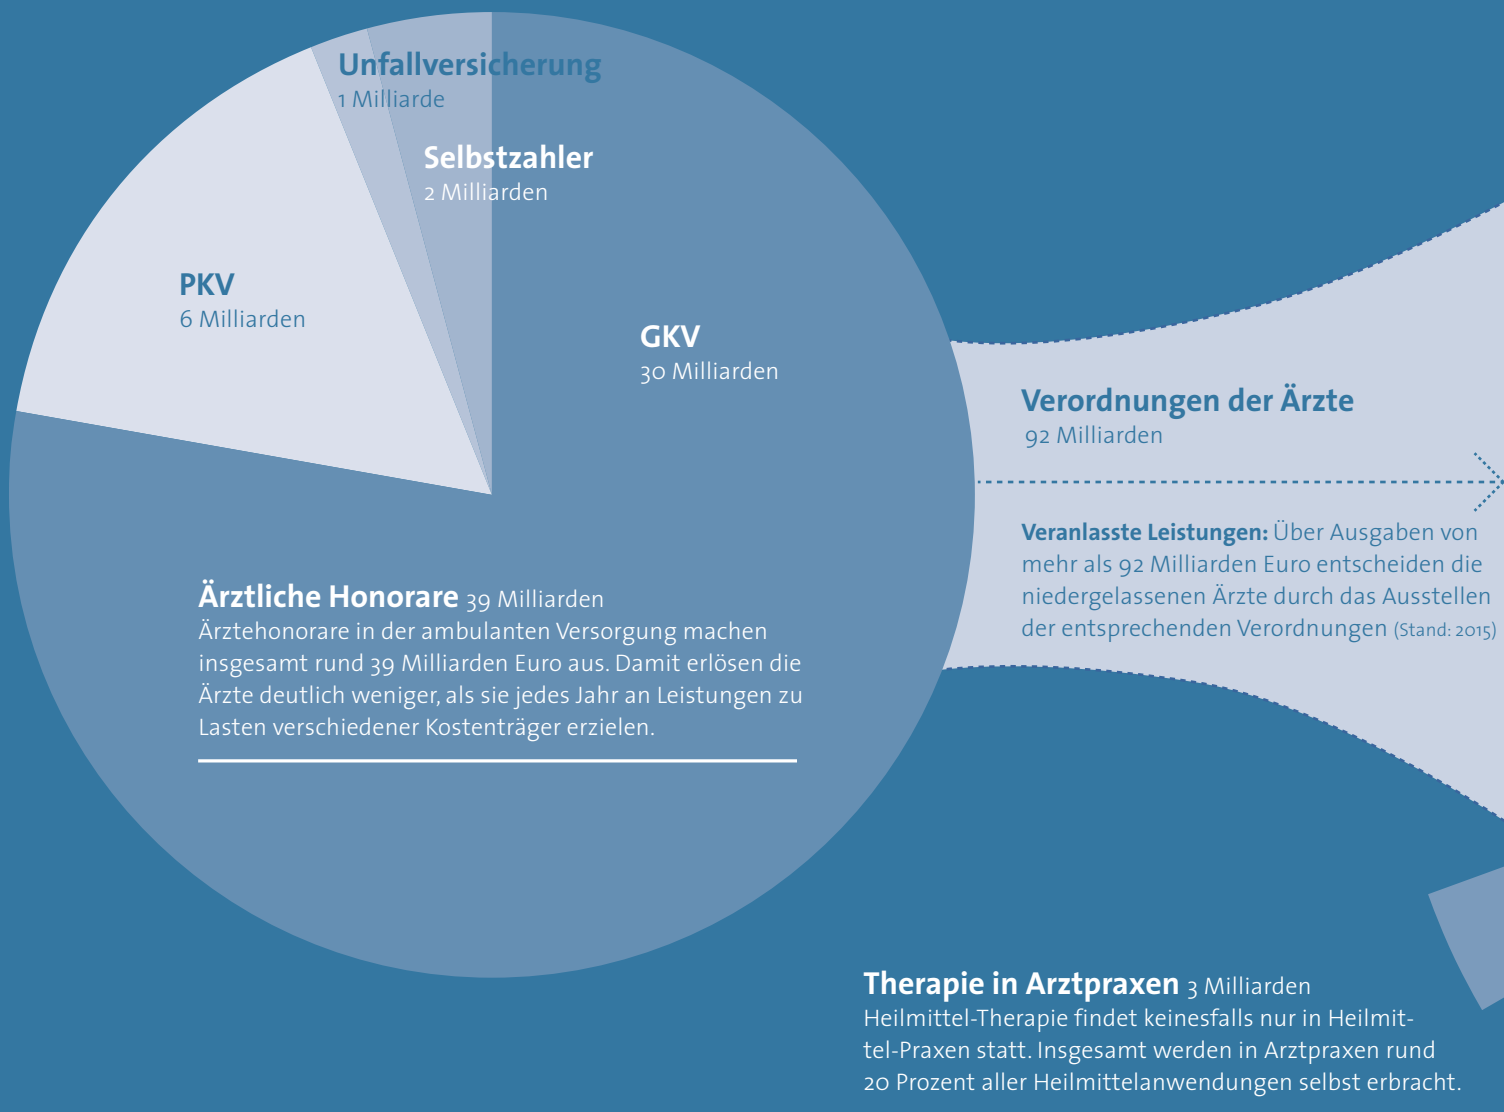 Unfallversicherung
1 Milliarde
Selbstzahler
2 Milliarden
PKV
6 Milliarden
GKV
30 Milliarden
Verordnungen der Ärzte
92 Milliarden
Veranlasste Leistungen: Über Ausgaben von
mehr als 92 Milliarden Euro entscheiden die
niedergelassenen Ärzte durch das Ausstellen
der entsprechenden Verordnungen (Stand: 2015)
Ärztliche Honorare 39 Milliarden
Ärztehonorare in der ambulanten Versorgung machen
insgesamt rund 39 Milliarden Euro aus. Damit erlösen die
Ärzte deutlich weniger, als sie jedes Jahr an Leistungen zu
Lasten verschiedener Kostenträger erzielen.
Therapie in Arztpraxen 3 Milliarden
Heilmittel-Therapie findet keinesfalls nur in Heilmit-
tel-Praxen statt. Insgesamt werden in Arztpraxen rund
20 Prozent aller Heilmittelanwendungen selbst erbracht.